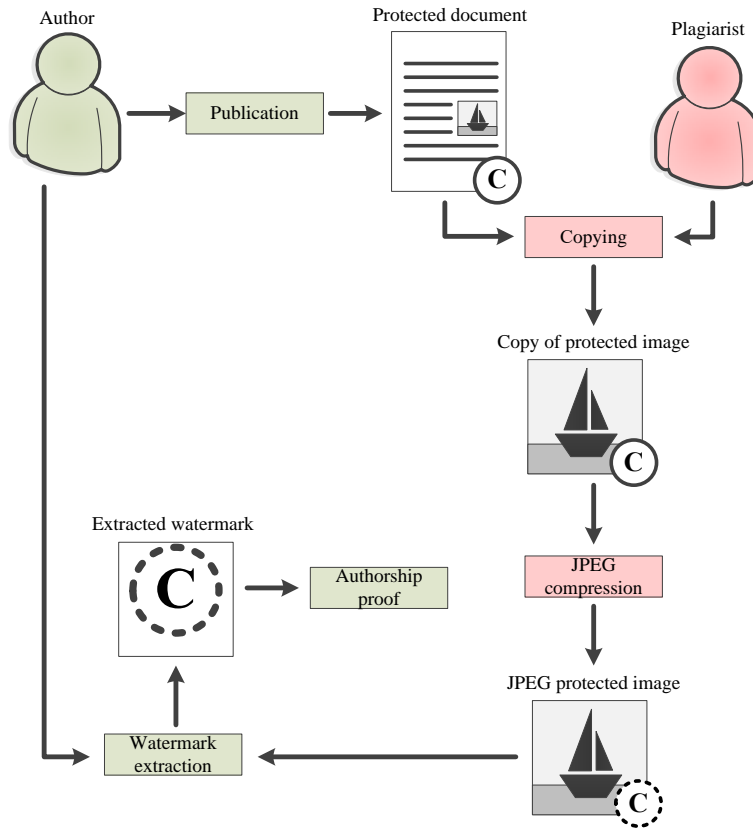 Author
Protected document
Plagiarist
Publication
C
Copying
Copy of protected image
C
Extracted watermark
C
Authorship
proof
JPEG
compression
JPEG protected image
Watermark
extraction
C